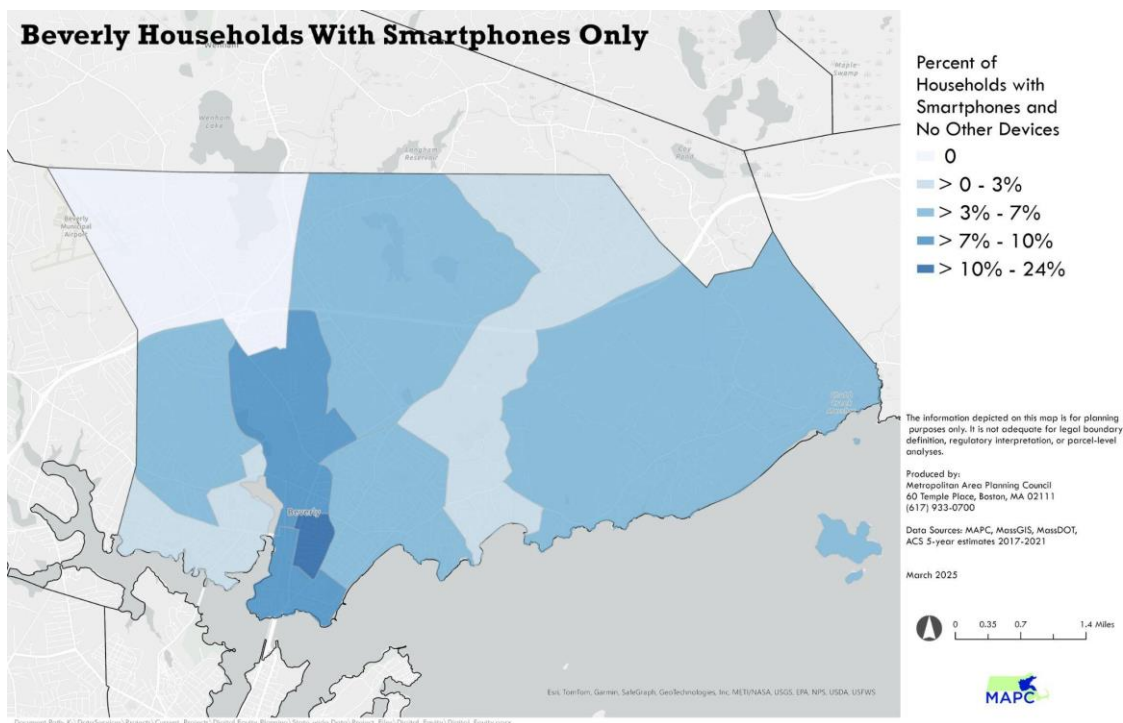 Beverly Households With Smartphones Only
Wenham
Wenham
Lake
Longham
Reservoir
Maple
Swamp
Beverly
Municipal
Airport
Beverly
Percent of
Households with
Smartphones and
No Other Devices
0
> 0 - 3%
> 3% - 7%
> 7% - 10%
> 10% - 24%
The information depicted on this map is for planning
purposes only. It is not adequate for legal boundary
definition, regulatory interpretation, or parcel-level
analyses.
Produced by:
Metropolitan Area Planning Council
60 Temple Place, Boston, MA 02111
(617) 933-0700
Data Sources: MAPC, MassGIS, MassDOT,
ACS 5-year estimates 2017-2021
March 2025
0 0.35 0.7 1.4 Miles
MAPC
Esri, TomTom, Garmin, SafeGraph, GeoTechnologies, Inc, METI/NASA, USGS, EPA, NPS, USDA, USFWS